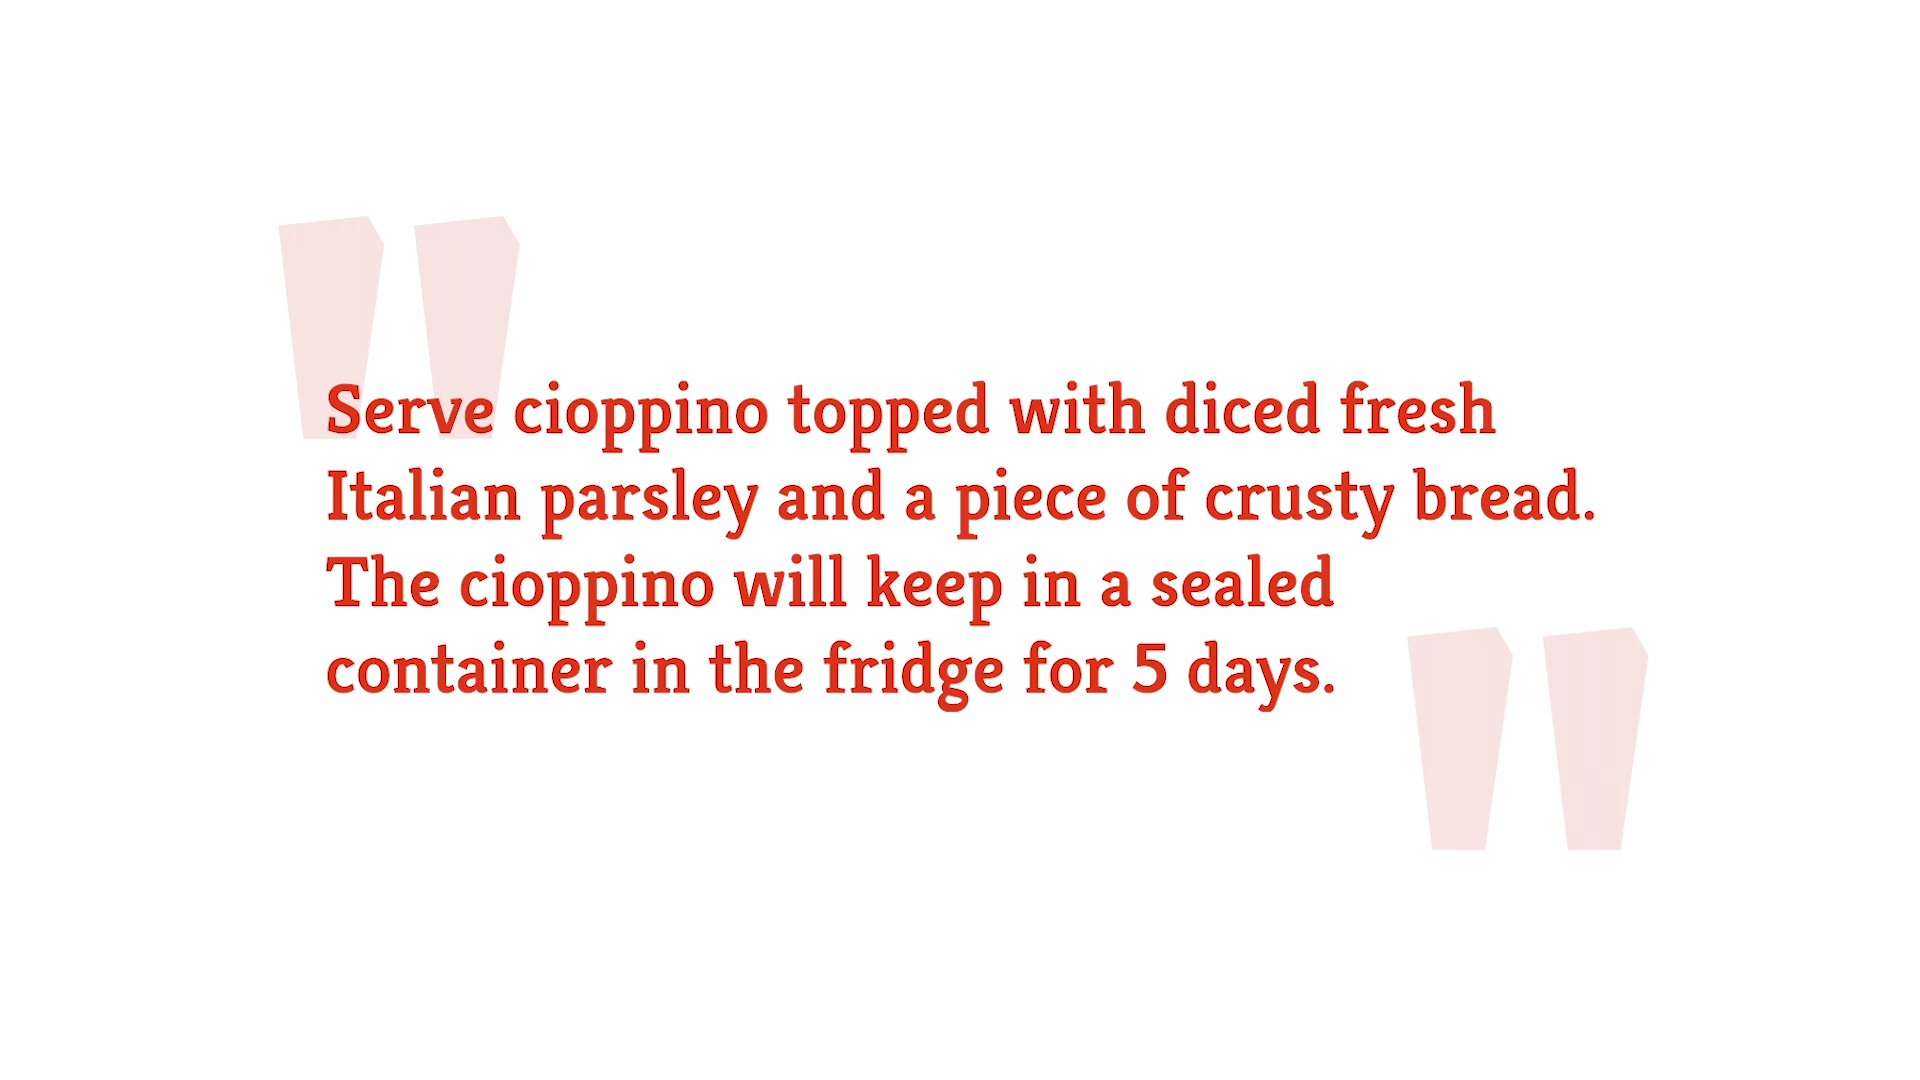 Serve cioppino topped with diced fresh
Italian parsley and a piece of crusty bread.
The cioppino will keep in a sealed
container in the fridge for 5 days.